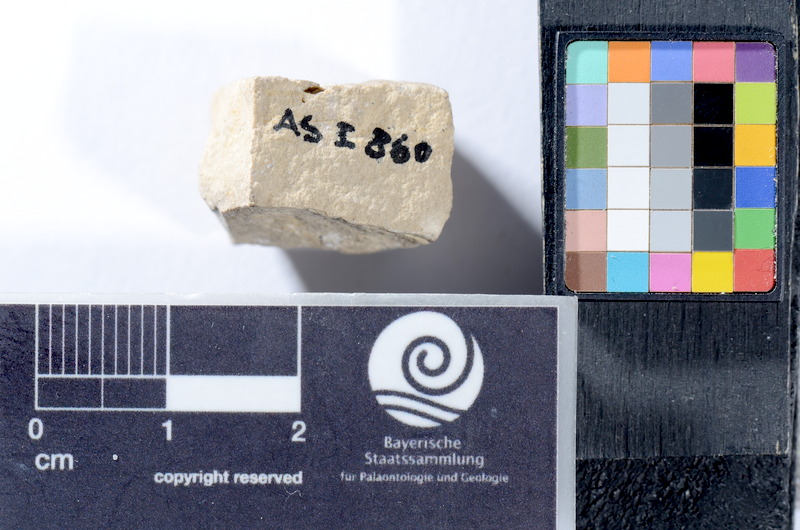 AS I 860
0 1 2
cm
copyright reserved
Bayerische
Staatssammlung
für Paläontologie und Geologie